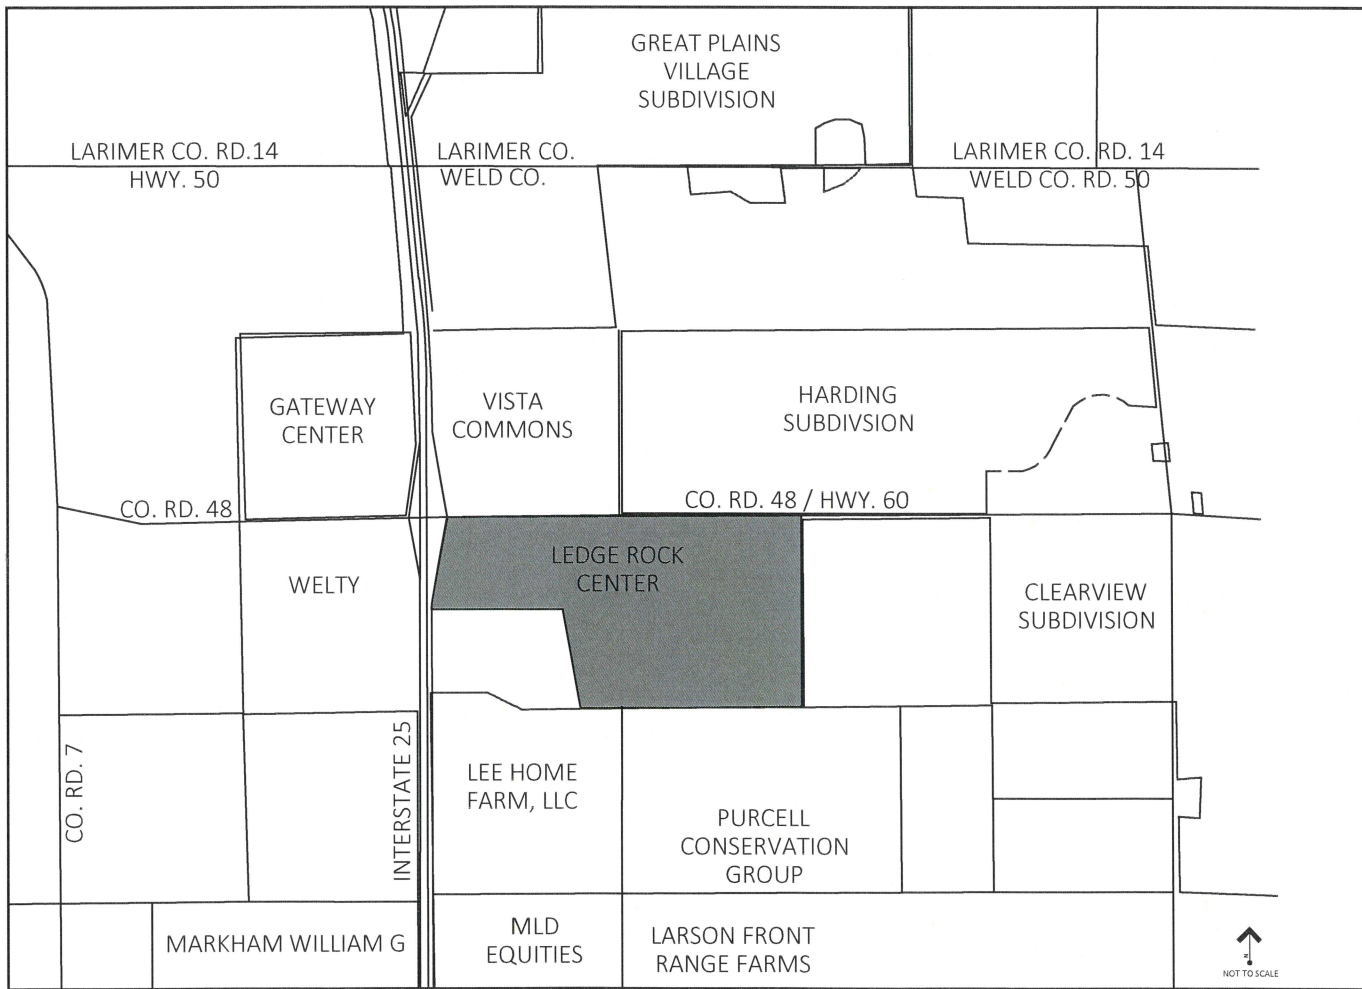 GREAT PLAINS
VILLAGE
SUBDIVISION
LARIMER CO. RD.14
HWY. 50
LARIMER CO.
WELD CO.
LARIMER CO. RD. 14
WELD CO. RD. 50
GATEWAY
CENTER
VISTA
COMMONS
HARDING
SUBDIVSION
CO. RD. 48
CO. RD. 48 / HWY. 60
WELTY
LEDGE ROCK
CENTER
CLEARVIEW
SUBDIVISION
CO. RD. 7
INTERSTATE 25
LEE HOME
FARM, LLC
PURCELL
CONSERVATION
GROUP
MARKHAM WILLIAM G
MLD
EQUITIES
LARSON FRONT
RANGE FARMS
N
NOT TO SCALE